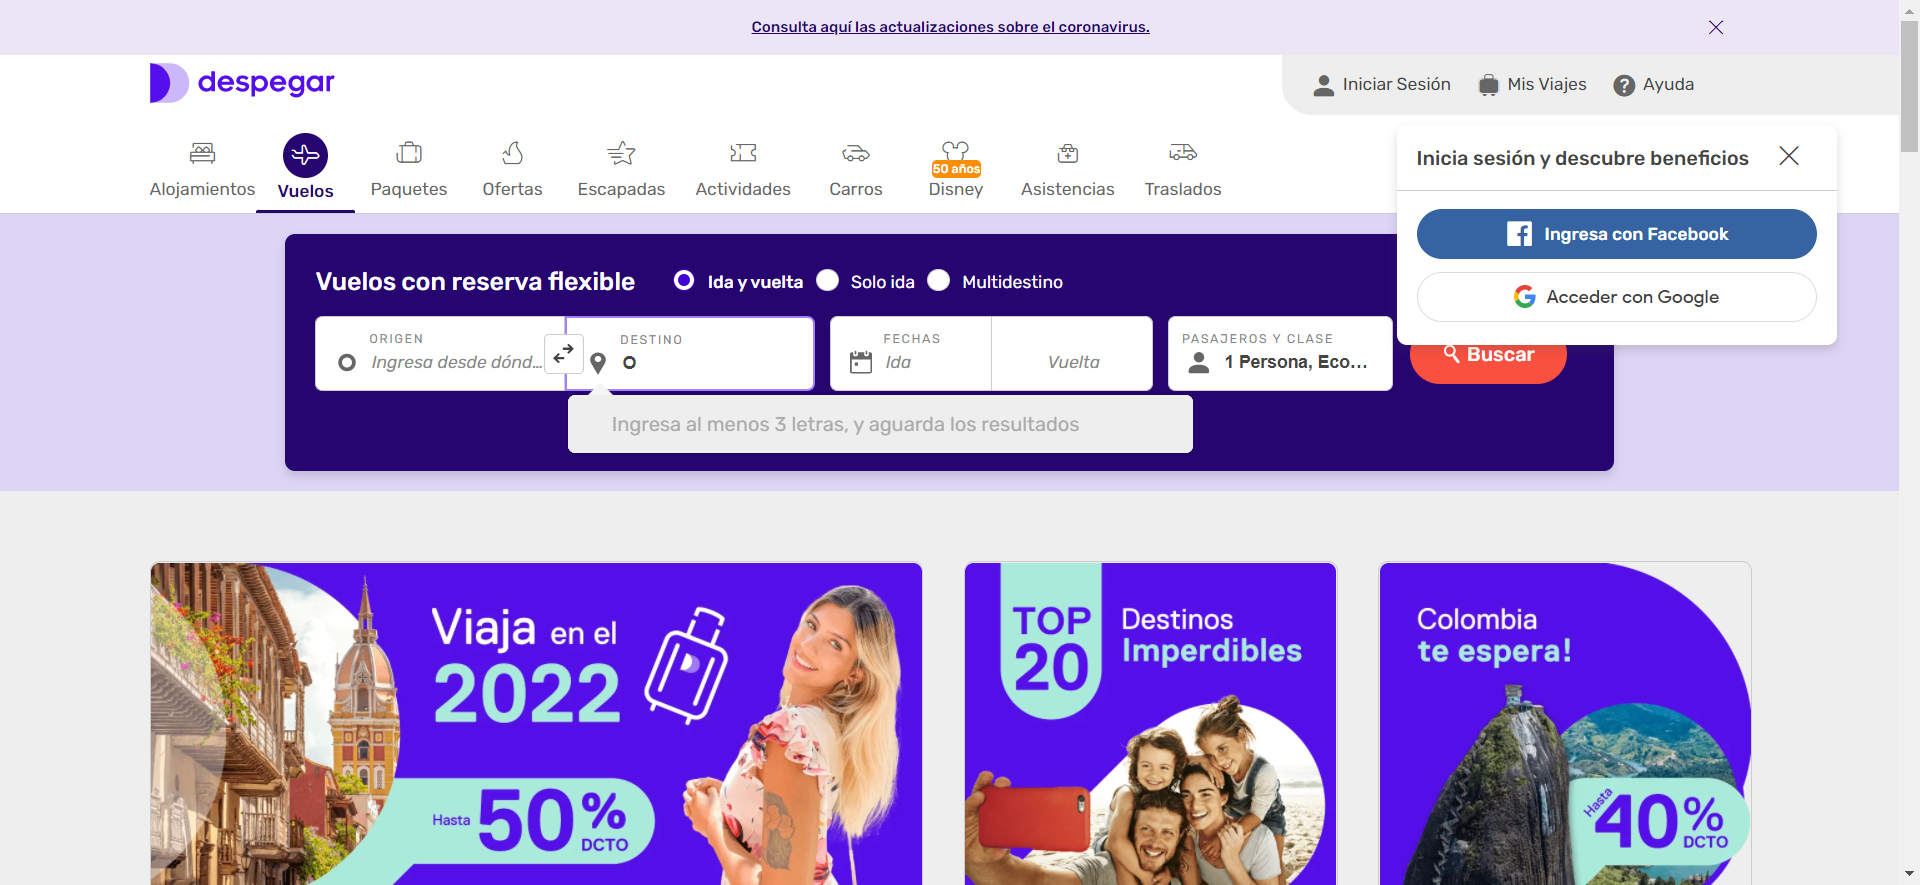 Consulta aquí las actualizaciones sobre el coronavirus.
despegar
Iniciar Sesión
Mis Viajes
Ayuda
Alojamientos
Vuelos
Paquetes
Ofertas
Escapadas
Actividades
Carros
50 años
Disney
Asistencias
Traslados
Inicia sesión y descubre beneficios
Ingresa con Facebook
Acceder con Google
Vuelos con reserva flexible
Ida y vuelta
Solo ida
Multidestino
ORIGEN
Ingresa desde dónd...
DESTINO
O
FECHAS
Ida
Vuelta
PASAJEROS Y CLASE
1 Persona, Eco...
Buscar
Ingresa al menos 3 letras, y aguarda los resultados
Viaja en el
2022
Hasta 50%
DCTO
TOP
20
Destinos
Imperdibles
Colombia
te espera!
Hasta 40%
DCTO